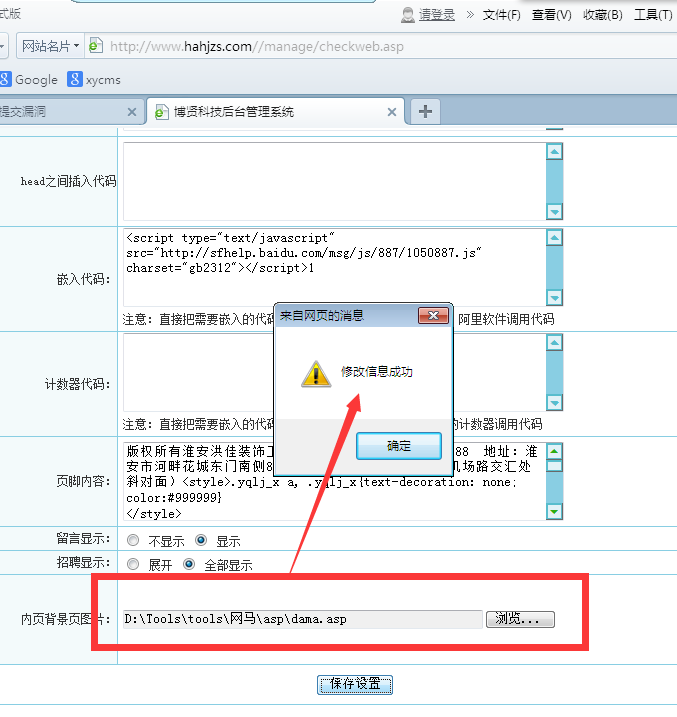 式版
请登录 » 文件(F) 查看(V) 收藏(B) 工具(T)
网站名片 http://www.hahjzs.com//manage/checkweb.asp
8 Google 8 xycms
提交漏洞 博贤科技后台管理系统
head之间插入代码
<script type="text/javascript"
src="http://sfhelp.baidu.com/msg/js/887/1050887.js"
charset="gb2312"></script>1
嵌入代码:
注意: 直接把需要嵌入的代码 阿里软件调用代码
来自网页的消息
修改信息成功
确定
计数器代码:
注意: 直接把需要嵌入的代码 的计数器调用代码
页脚内容:
版权所有淮安洪佳装饰工 88 地址: 淮
安市河畔花城东门南侧8 机场路交汇处
斜对面) <style>.yqlj_x a, .yqlj_x{text-decoration: none;
color:#999999}
</style>
留言显示: 不显示 显示
招聘显示: 展开 全部显示
内页背景页图片: D:\Tools\tools\网马\asp\dama.asp 浏览...
保存设置